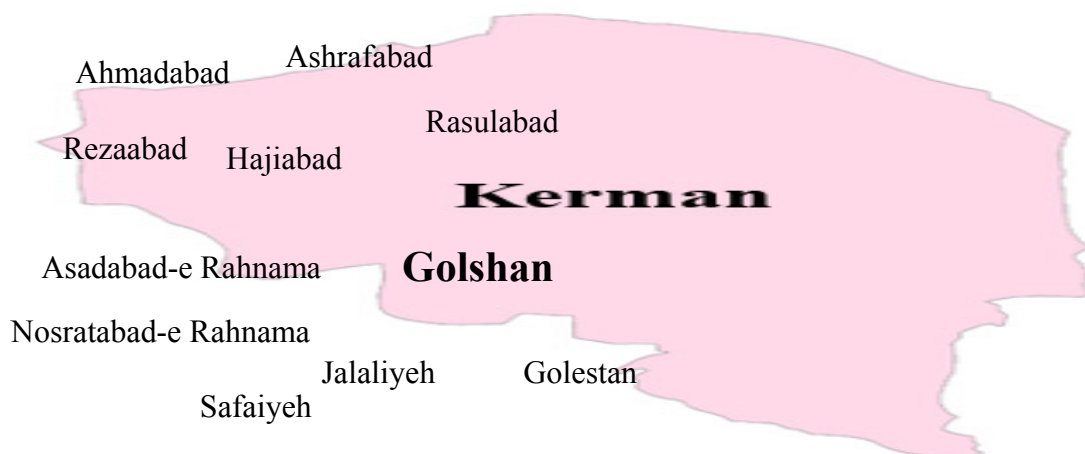 Ashrafabad
Ahmadabad
Rasulabad
Rezaabad
Hajiabad
Kerman
Asadabad-e Rahnama
Golshan
Nosratabad-e Rahnama
Jalaliyeh
Golestan
Safaiyeh